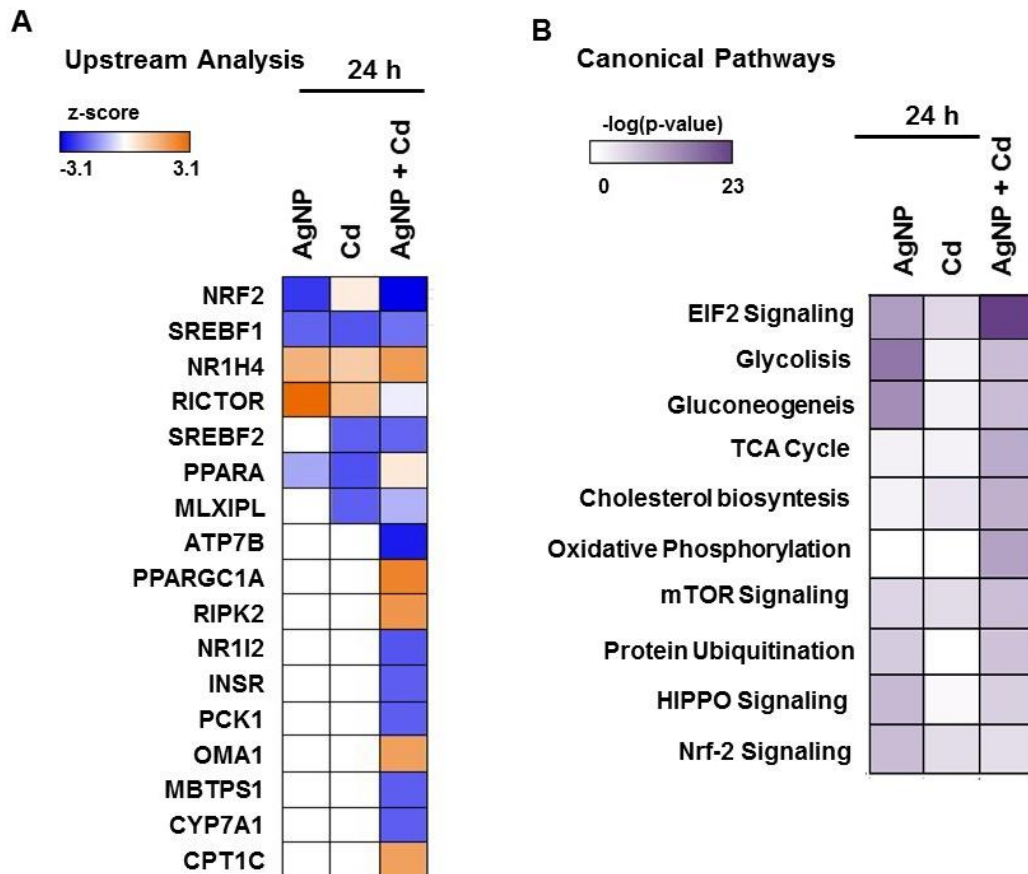 A
Upstream Analysis
24 h
z-score
-3.1 3.1
AgNP
Cd
AgNP + Cd
NRF2
SREBF1
NR1H4
RICTOR
SREBF2
PPARA
MLXIPL
ATP7B
PPARGC1A
RIPK2
NR1I2
INSR
PCK1
OMA1
MBTPS1
CYP7A1
CPT1C
B
Canonical Pathways
24 h
-log(p-value)
0 23
AgNP
Cd
AgNP + Cd
EIF2 Signaling
Glycolisis
Gluconeogeneis
TCA Cycle
Cholesterol biosyntesis
Oxidative Phosphorylation
mTOR Signaling
Protein Ubiquitination
HIPPO Signaling
Nrf-2 Signaling